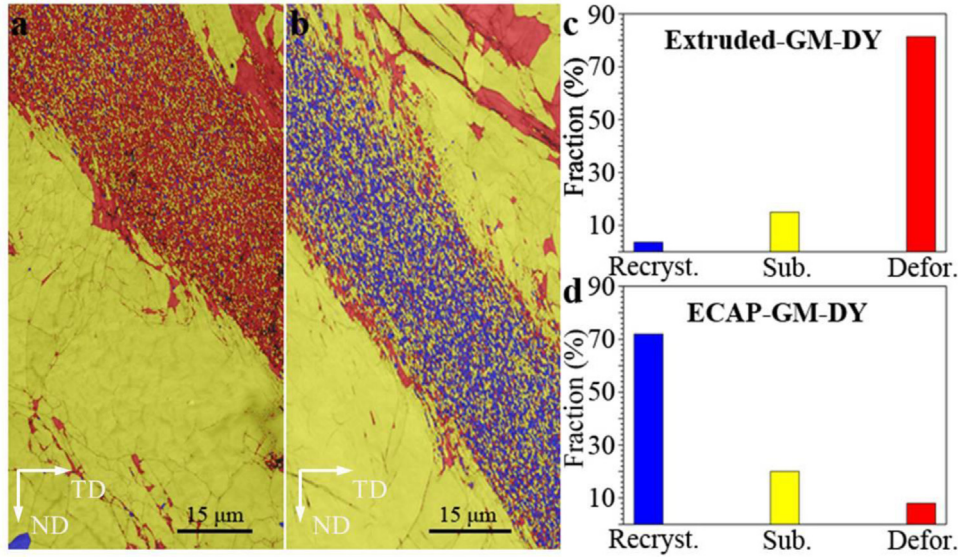 a
TD
ND
15 μm
b
TD
ND
15 μm
c
Extruded-GM-DY
Fraction (%)
90
70
50
30
10
Recryst.
Sub.
Defor.
d
ECAP-GM-DY
Fraction (%)
90
70
50
30
10
Recryst.
Sub.
Defor.